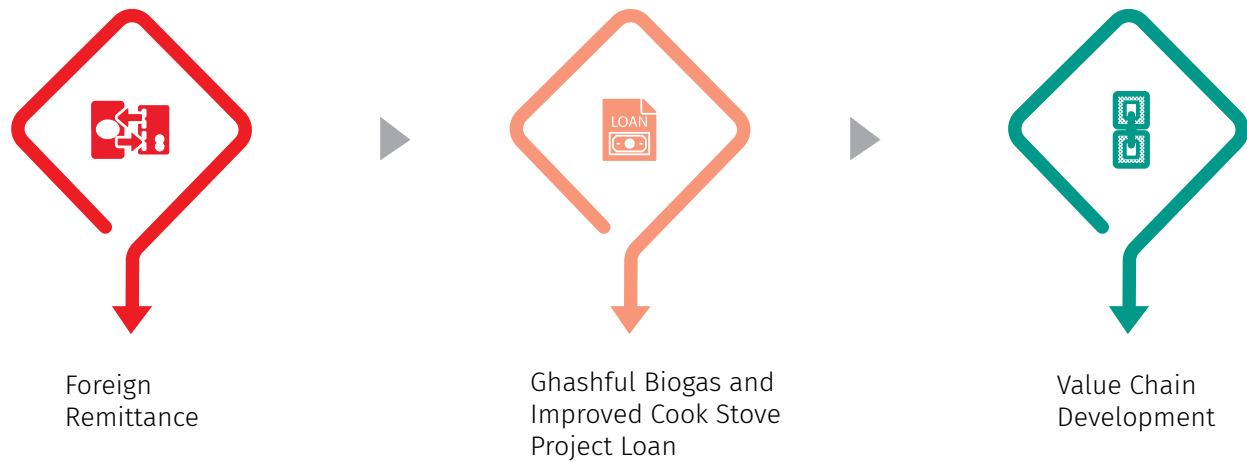 LOAN
Foreign
Remittance
Ghashful Biogas and
Improved Cook Stove
Project Loan
Value Chain
Development